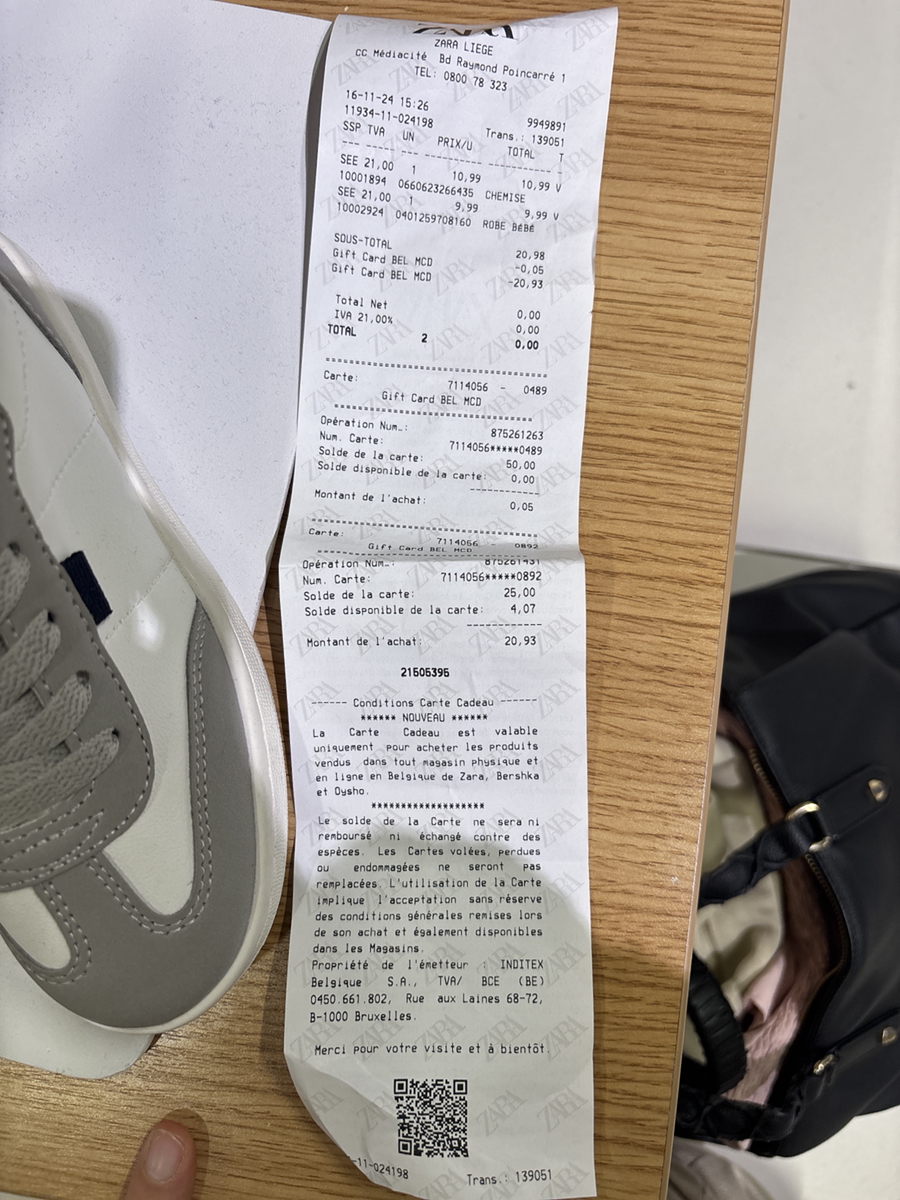 ZARA
ZARA LIEGE
CC Médiacité Bd Raymond Poincarré 1
TEL: 0800 78 323
16-11-24 15:26 9949891
11934-11-024198 Trans.: 139051
SSP TVA UN PRIX/U TOTAL T
--- --- --- --------- --------- -
SEE 21,00 1 10,99 10,99 V
10001894 0660623266435 CHEMISE
SEE 21,00 1 9,99 9,99 V
10002924 0401259708160 ROBE BéBé
SOUS-TOTAL 20,98
Gift Card BEL MCD -0,05
Gift Card BEL MCD -20,93
Total Net 0,00
IVA 21,00% 0,00
TOTAL 2 0,00
Carte: 7114056 - 0489
Gift Card BEL MCD
Opération Num.: 875261263
Num. Carte: 7114056*****0489
Solde de la carte: 50,00
Solde disponible de la carte: 0,00
Montant de l'achat: 0,05
Carte: 7114056 - 0892
Gift Card BEL MCD
Opération Num.: 875261431
Num. Carte: 7114056*****0892
Solde de la carte: 25,00
Solde disponible de la carte: 4,07
Montant de l'achat: 20,93
21505395
------ Conditions Carte Cadeau ------
****** NOUVEAU ******
La Carte Cadeau est valable
uniquement pour acheter les produits
vendus dans tout magasin physique et
en ligne en Belgique de Zara, Bershka
et Oysho.
*******************
Le solde de la Carte ne sera ni
remboursé ni échangé contre des
espèces. Les Cartes volées, perdues
ou endommagées ne seront pas
remplacées. L'utilisation de la Carte
implique l'acceptation sans réserve
des conditions générales remises lors
de son achat et également disponibles
dans les Magasins.
Propriété de l'émetteur : INDITEX
Belgique S.A., TVA/ BCE (BE)
0450.661.802, Rue aux Laines 68-72,
B-1000 Bruxelles.
Merci pour votre visite et à bientôt.
-11-024198 Trans.: 139051